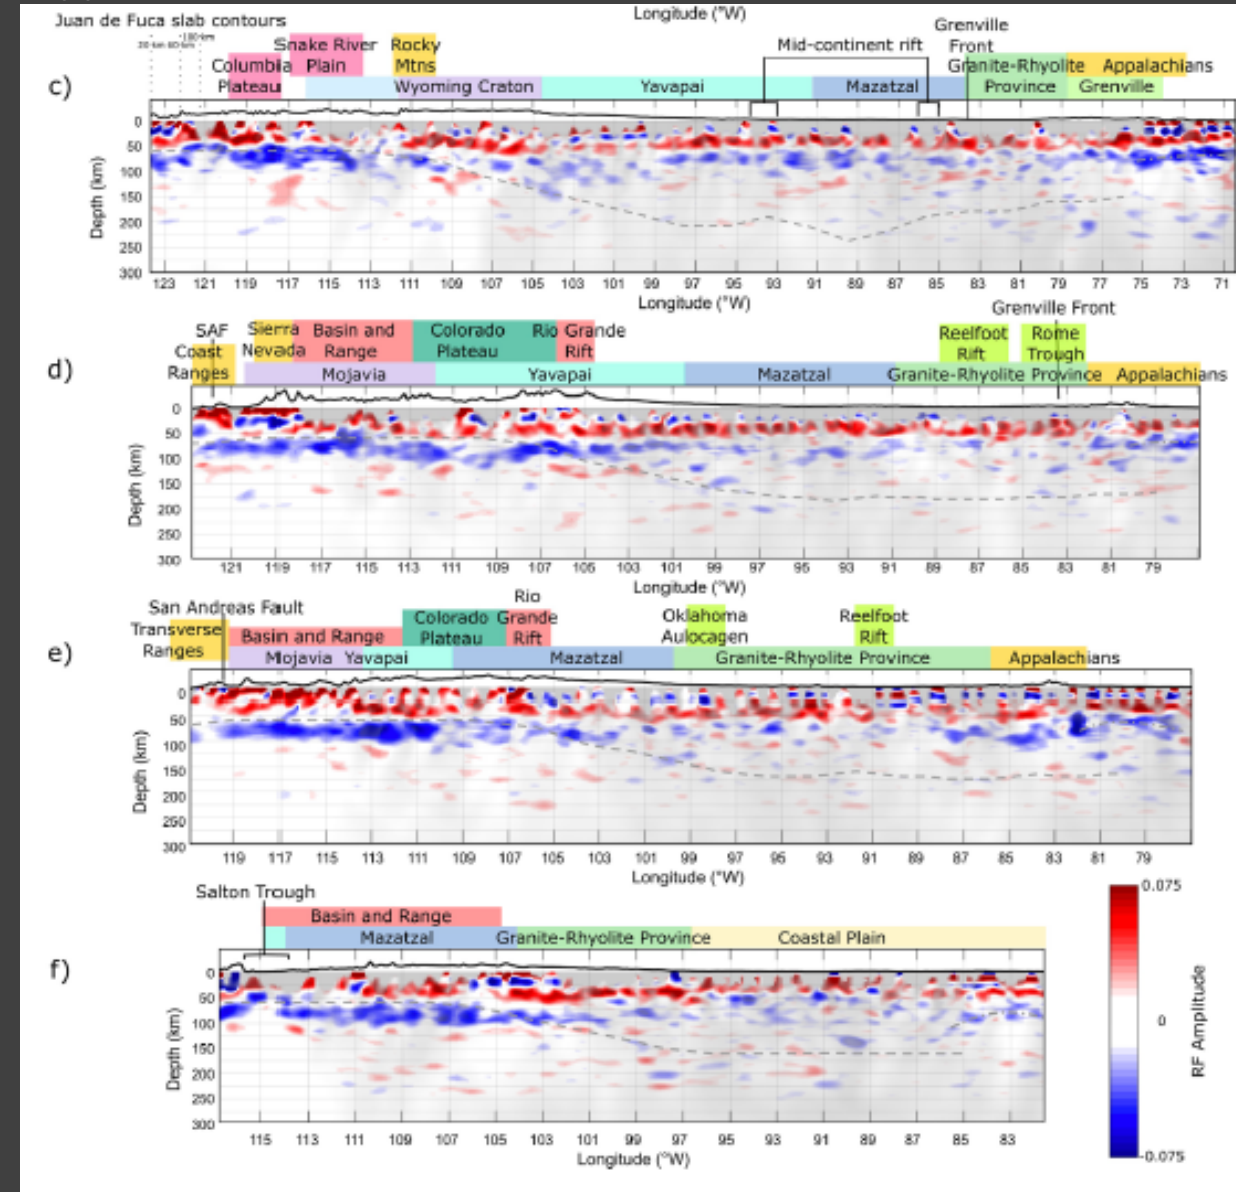 Longitude (°W)
Juan de Fuca slab contours
20 km 60 km 100 km
Grenville
Front
Snake River
Plain
Rocky
Mtns
Mid-continent rift
Columbia
Plateau
Granite-Rhyolite
Province
Appalachians
c)
Wyoming Craton
Yavapai
Mazatzal
Grenville
0
50
100
150
200
250
300
Depth (km)
123 121 119 117 115 113 111 109 107 105 103 101 99 97 95 93 91 89 87 85 83 81 79 77 75 73 71
Longitude (°W)
Grenville Front
SAF
Coast
Ranges
Sierra
Nevada
Basin and
Range
Colorado
Plateau
Rio Grande
Rift
Reelfoot
Rift
Rome
Trough
d)
Mojavia
Yavapai
Mazatzal
Granite-Rhyolite Province
Appalachians
0
50
100
150
200
250
300
Depth (km)
121 119 117 115 113 111 109 107 105 103 101 99 97 95 93 91 89 87 85 83 81 79
Longitude (°W)
San Andreas Fault
Transverse
Ranges
Basin and Range
Colorado
Plateau
Rio
Grande
Rift
Oklahoma
Aulocagen
Reelfoot
Rift
e)
Mojavia
Yavapai
Mazatzal
Granite-Rhyolite Province
Appalachians
0
50
100
150
200
250
300
Depth (km)
119 117 115 113 111 109 107 105 103 101 99 97 95 93 91 89 87 85 83 81 79
Longitude (°W)
Salton Trough
Basin and Range
Mazatzal
Granite-Rhyolite Province
Coastal Plain
f)
0
50
100
150
200
250
300
Depth (km)
115 113 111 109 107 105 103 101 99 97 95 93 91 89 87 85 83
Longitude (°W)
0.075
0
-0.075
RF Amplitude